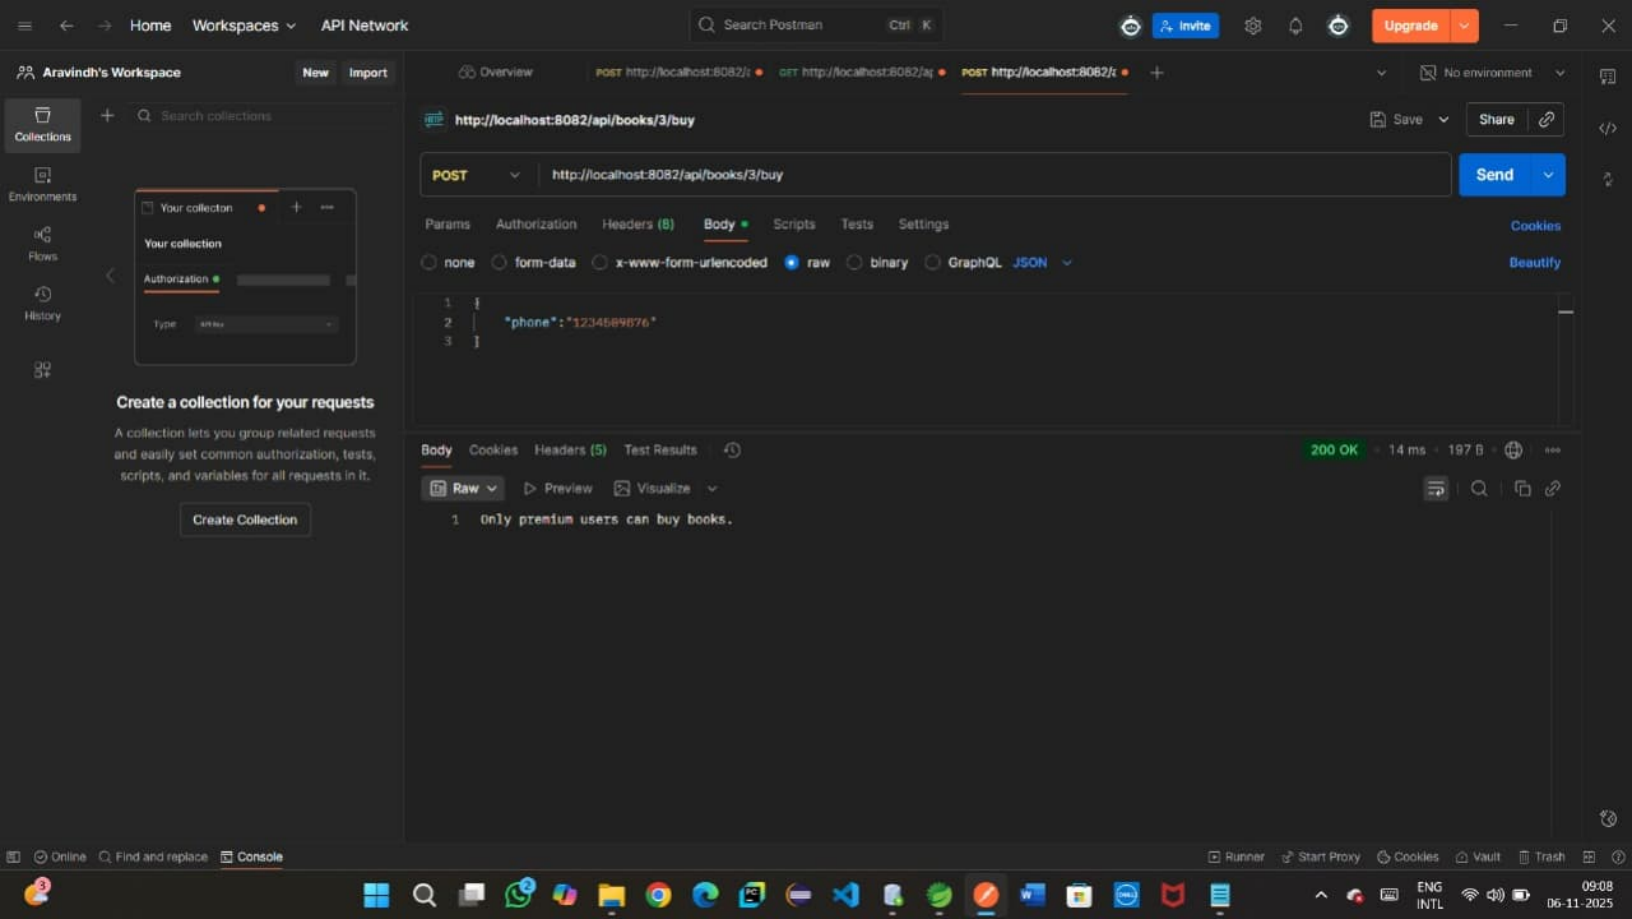 Home Workspaces API Network Search Postman Ctrl K Invite Upgrade
Aravindh's Workspace New Import Overview POST http://localhost:8082/ GET http://localhost:8082/ap POST http://localhost:8082/ No environment
Collections
Search collections
HTTP http://localhost:8082/api/books/3/buy Save Share
POST http://localhost:8082/api/books/3/buy Send
Environments
Flows
History
Your collecton
Your collection
Authorization
Type
Create a collection for your requests
A collection lets you group related requests
and easily set common authorization, tests,
scripts, and variables for all requests in it.
Create Collection
Params Authorization Headers (8) Body Scripts Tests Settings Cookies
none form-data x-www-form-urlencoded raw binary GraphQL JSON Beautify
1 {
2 "phone":
3 }
Body Cookies Headers (5) Test Results 200 OK 14 ms 197 B
Raw Preview Visualize
1 Only premium users can buy books.
Online Find and replace Console Runner Start Proxy Cookies Vault Trash
3 2 PC DELL ENG 09:08
INTL 06-11-2025